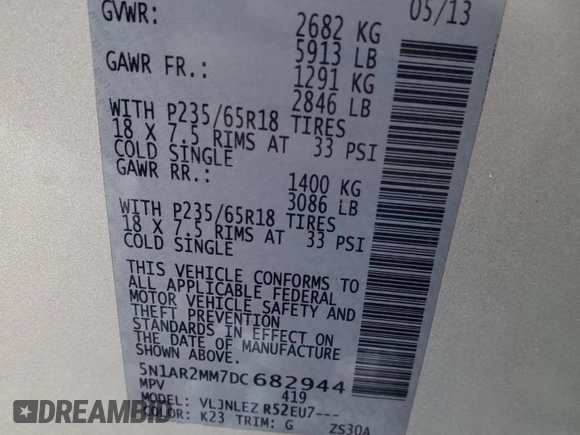 05/13
GVWR: 2682 KG
5913 LB
GAWR FR.: 1291 KG
2846 LB
WITH P235/65R18 TIRES
18 X 7.5 RIMS AT 33 PSI
COLD SINGLE
GAWR RR.: 1400 KG
3086 LB
WITH P235/65R18 TIRES
18 X 7.5 RIMS AT 33 PSI
COLD SINGLE
THIS VEHICLE CONFORMS TO
ALL APPLICABLE FEDERAL
MOTOR VEHICLE SAFETY AND
THEFT PREVENTION
STANDARDS IN EFFECT ON
THE DATE OF MANUFACTURE
SHOWN ABOVE.
5N1AR2MM7DC682944
MPV 419
VLJNLEZ R52EU7---
COLOR: K23 TRIM: G ZS30A
DREAMBID